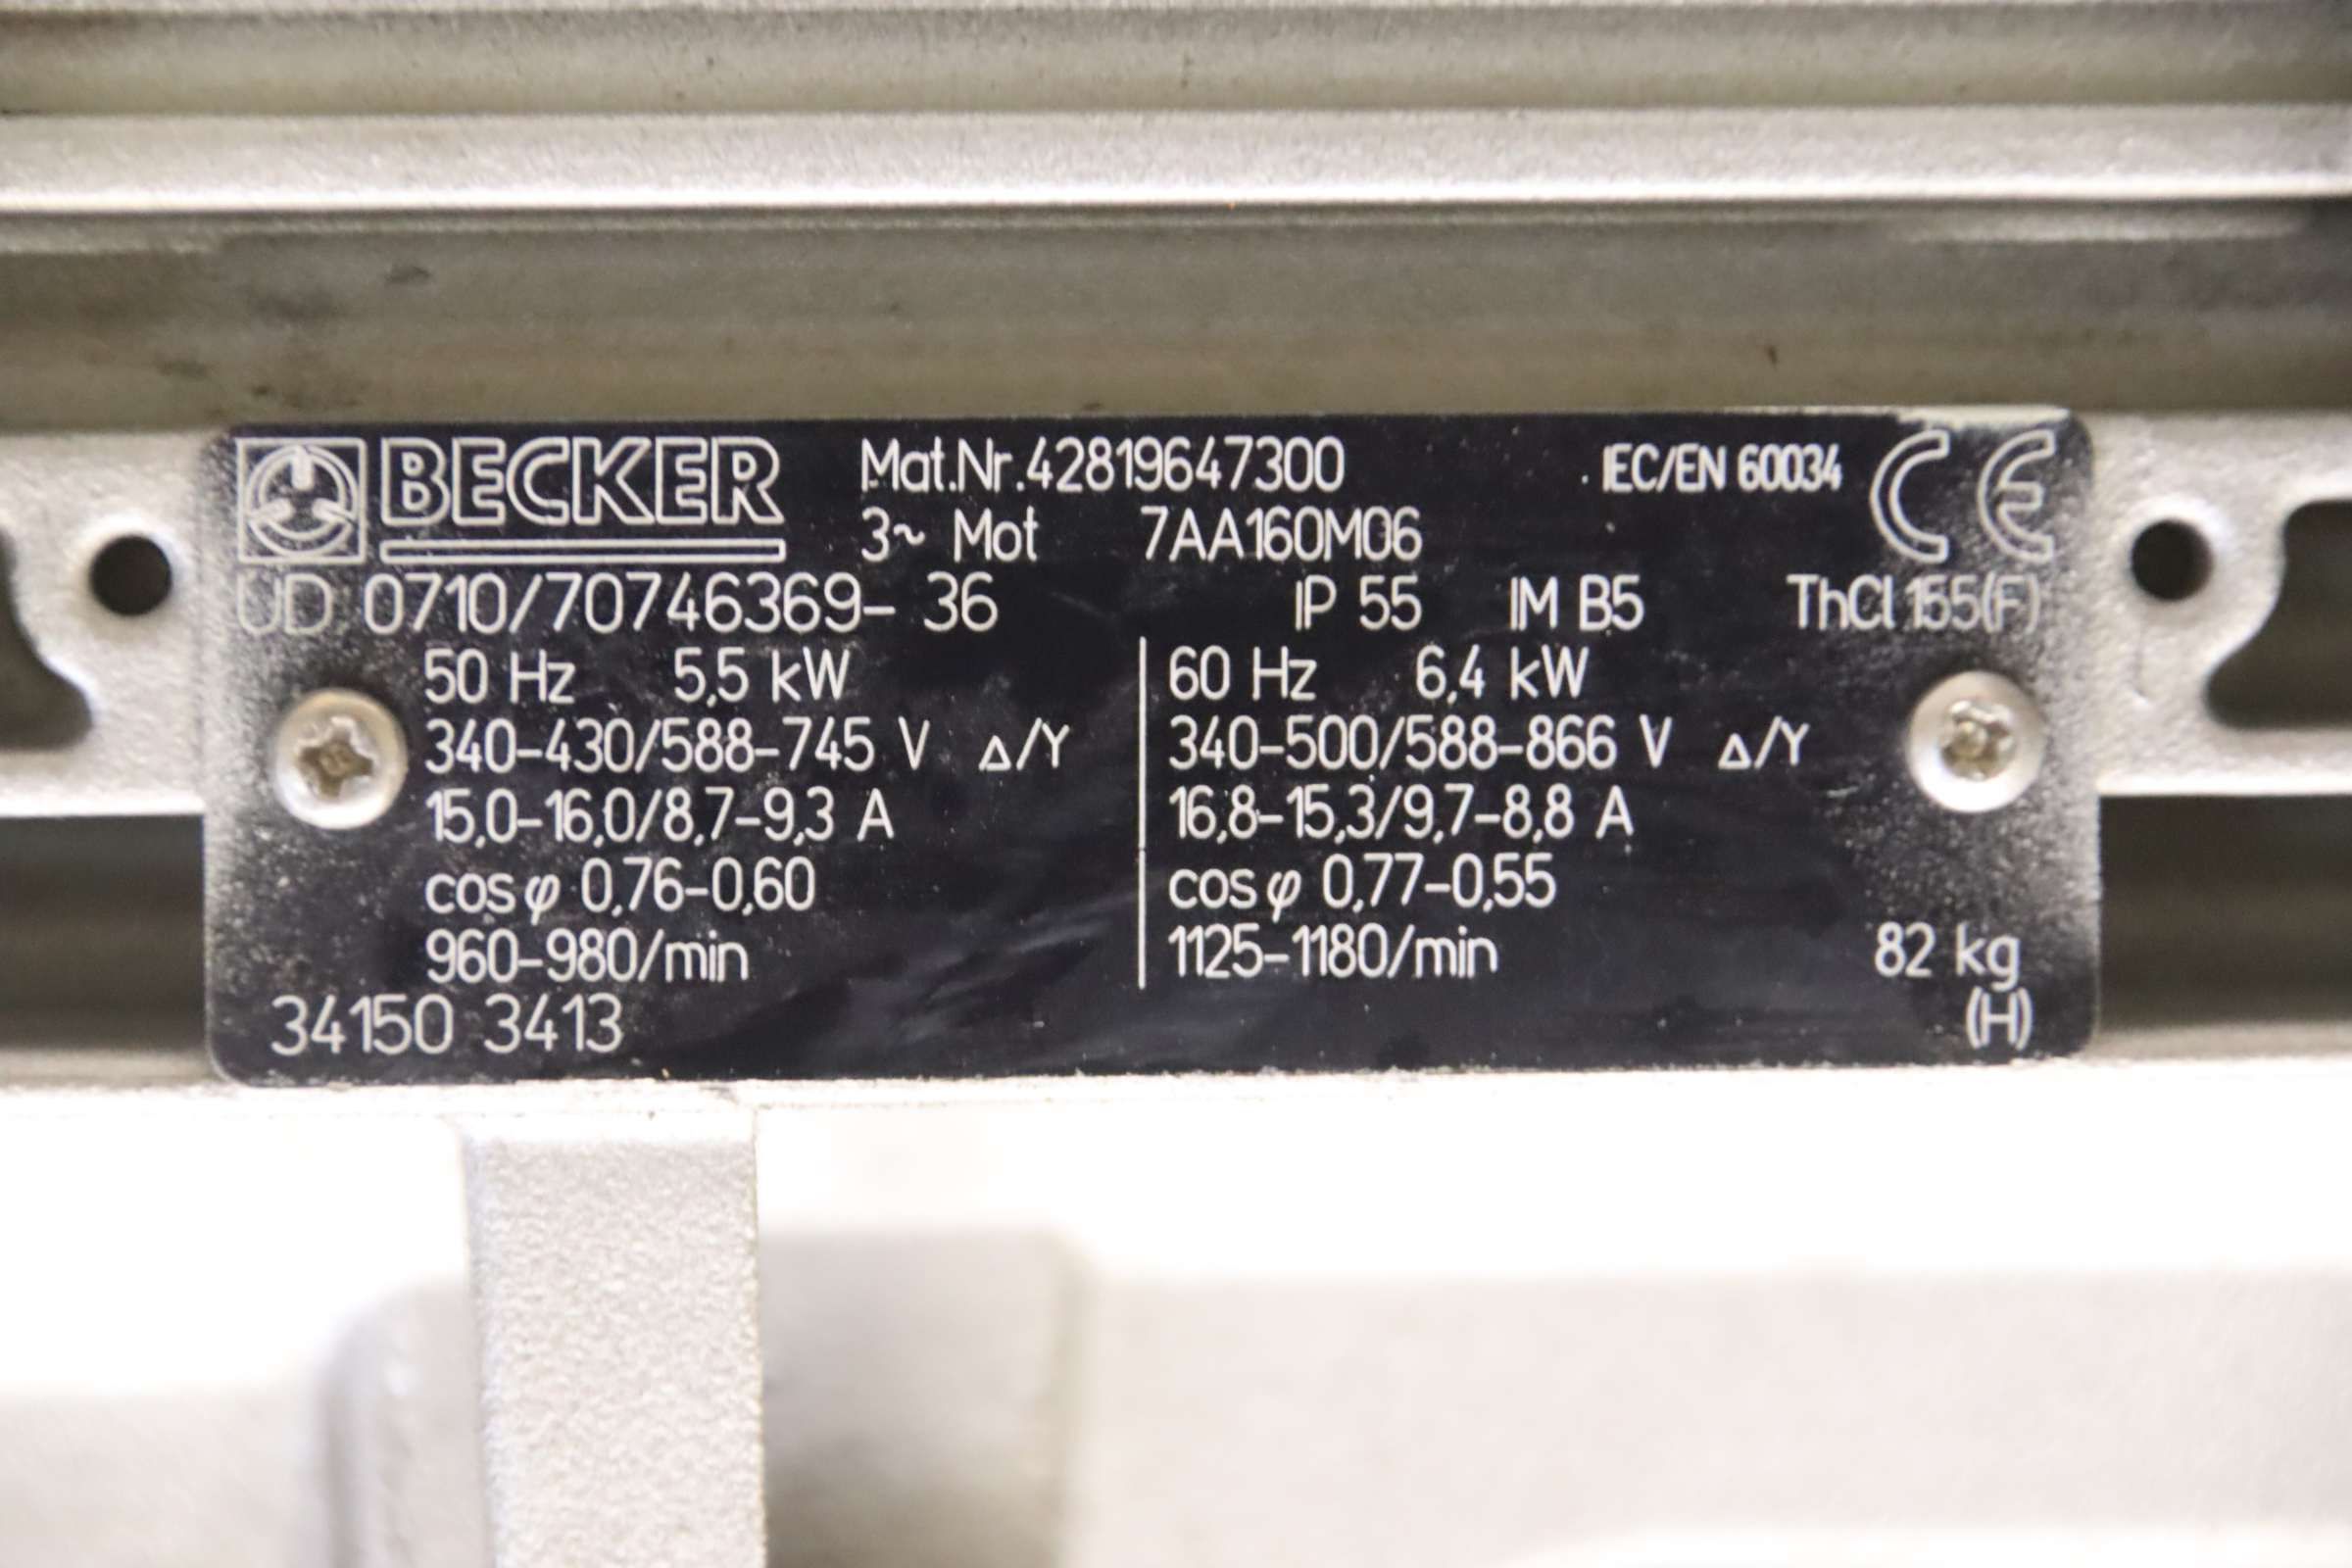 BECKER Mat.Nr.42819647300 IEC/EN 60034 CE
3~ Mot 7AA160M06
UD 0710/70746369-36 IP 55 IM B5 ThCl 155(F)
50 Hz 5,5 kW
340-430/588-745 V Δ/Y
15,0-16,0/8,7-9,3 A
cos φ 0,76-0,60
960-980/min
60 Hz 6,4 kW
340-500/588-866 V Δ/Y
16,8-15,3/9,7-8,8 A
cos φ 0,77-0,55
1125-1180/min
82 kg
34150 3413 (H)